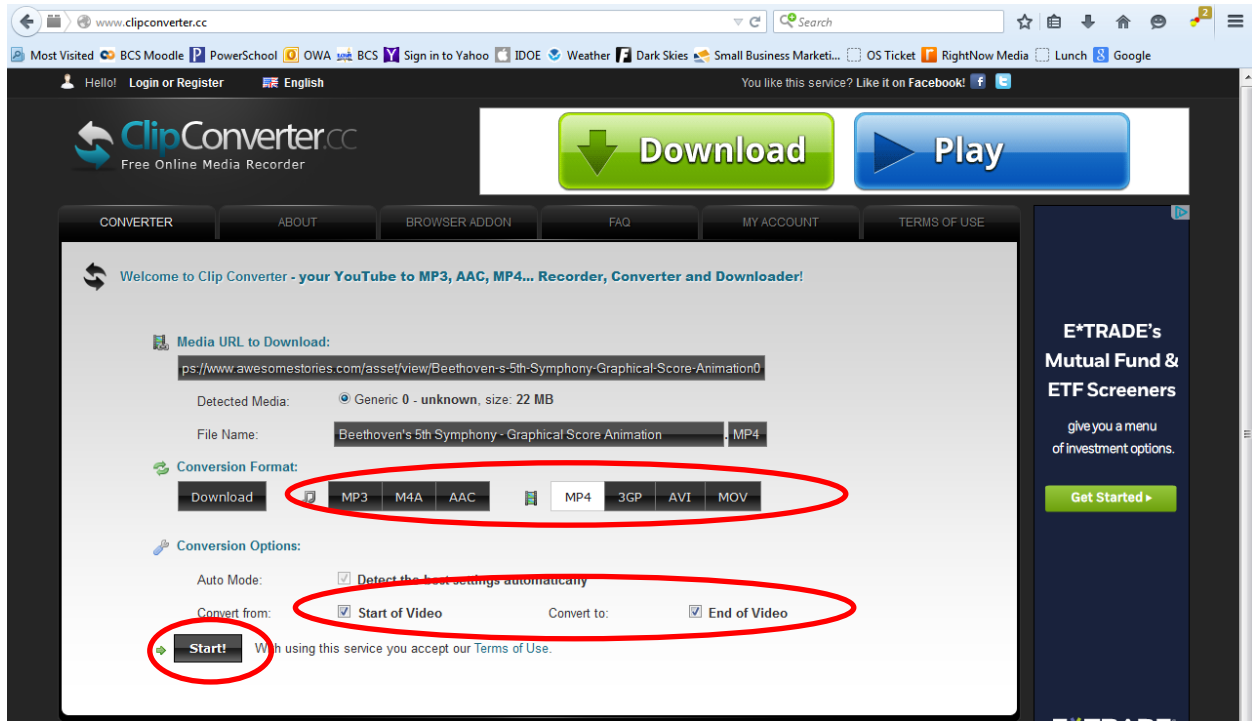 www.clipconverter.cc
Search
2
Most Visited BCS Moodle PowerSchool OWA BCS Sign in to Yahoo IDOE Weather Dark Skies Small Business Marketi... OS Ticket RightNow Media Lunch Google
Hello! Login or Register English You like this service? Like it on Facebook!
ClipConverter.cc
Free Online Media Recorder
Download Play
CONVERTER ABOUT BROWSER ADDON FAQ MY ACCOUNT TERMS OF USE
Welcome to Clip Converter - your YouTube to MP3, AAC, MP4... Recorder, Converter and Downloader!
Media URL to Download:
ps://www.awesomestories.com/asset/view/Beethoven-s-5th-Symphony-Graphical-Score-Animation0
Detected Media: Generic 0 - unknown, size: 22 MB
File Name: Beethoven's 5th Symphony - Graphical Score Animation . MP4
Conversion Format:
Download MP3 M4A AAC MP4 3GP AVI MOV
Conversion Options:
Auto Mode: Detect the best settings automatically
Convert from: Start of Video Convert to: End of Video
Start! With using this service you accept our Terms of Use.
E*TRADE's
Mutual Fund &
ETF Screeners
give you a menu
of investment options.
Get Started